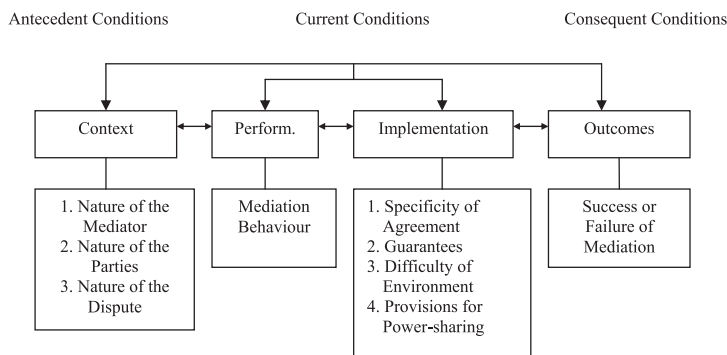 Antecedent Conditions
Current Conditions
Consequent Conditions
Context
Perform.
Implementation
Outcomes
1. Nature of the
Mediator
2. Nature of the
Parties
3. Nature of the
Dispute
Mediation
Behaviour
1. Specificity of
Agreement
2. Guarantees
3. Difficulty of
Environment
4. Provisions for
Power-sharing
Success or
Failure of
Mediation